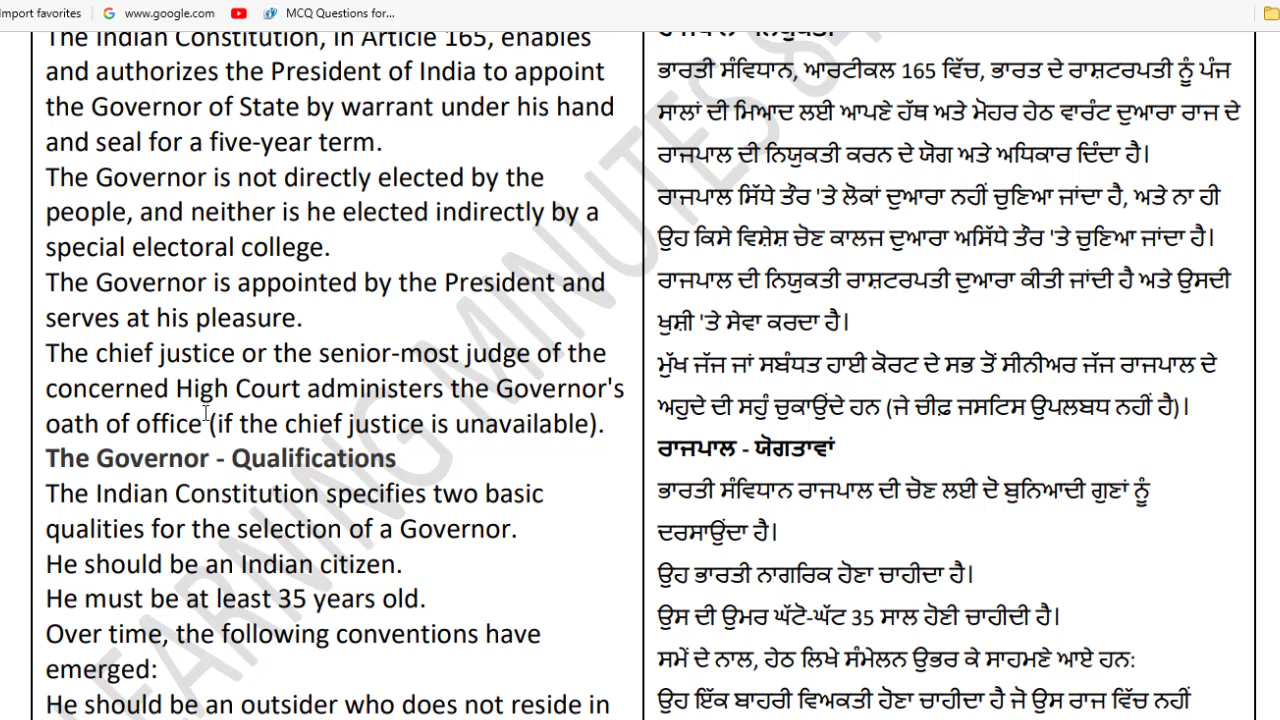 mport favorites
www.google.com
MCQ Questions for...
The Indian Constitution, in Article 165, enables
and authorizes the President of India to appoint
the Governor of State by warrant under his hand
and seal for a five-year term.
The Governor is not directly elected by the
people, and neither is he elected indirectly by a
special electoral college.
The Governor is appointed by the President and
serves at his pleasure.
The chief justice or the senior-most judge of the
concerned High Court administers the Governor's
oath of office (if the chief justice is unavailable).
The Governor - Qualifications
The Indian Constitution specifies two basic
qualities for the selection of a Governor.
He should be an Indian citizen.
He must be at least 35 years old.
Over time, the following conventions have
emerged:
He should be an outsider who does not reside in
ਭਾਰਤੀ ਸੰਵਿਧਾਨ, ਆਰਟੀਕਲ 165 ਵਿੱਚ, ਭਾਰਤ ਦੇ ਰਾਸ਼ਟਰਪਤੀ ਨੂੰ ਪੰਜ
ਸਾਲਾਂ ਦੀ ਮਿਆਦ ਲਈ ਆਪਣੇ ਹੱਥ ਅਤੇ ਮੋਹਰ ਹੇਠ ਵਾਰੰਟ ਦੁਆਰਾ ਰਾਜ ਦੇ
ਰਾਜਪਾਲ ਦੀ ਨਿਯੁਕਤੀ ਕਰਨ ਦੇ ਯੋਗ ਅਤੇ ਅਧਿਕਾਰ ਦਿੰਦਾ ਹੈ।
ਰਾਜਪਾਲ ਸਿੱਧੇ ਤੌਰ 'ਤੇ ਲੋਕਾਂ ਦੁਆਰਾ ਨਹੀਂ ਚੁਣਿਆ ਜਾਂਦਾ ਹੈ, ਅਤੇ ਨਾ ਹੀ
ਉਹ ਕਿਸੇ ਵਿਸ਼ੇਸ਼ ਚੋਣ ਕਾਲਜ ਦੁਆਰਾ ਅਸਿੱਧੇ ਤੌਰ 'ਤੇ ਚੁਣਿਆ ਜਾਂਦਾ ਹੈ।
ਰਾਜਪਾਲ ਦੀ ਨਿਯੁਕਤੀ ਰਾਸ਼ਟਰਪਤੀ ਦੁਆਰਾ ਕੀਤੀ ਜਾਂਦੀ ਹੈ ਅਤੇ ਉਸਦੀ
ਖੁਸ਼ੀ 'ਤੇ ਸੇਵਾ ਕਰਦਾ ਹੈ।
ਮੁੱਖ ਜੱਜ ਜਾਂ ਸਬੰਧਤ ਹਾਈ ਕੋਰਟ ਦੇ ਸਭ ਤੋਂ ਸੀਨੀਅਰ ਜੱਜ ਰਾਜਪਾਲ ਦੇ
ਅਹੁਦੇ ਦੀ ਸਹੁੰ ਚੁਕਾਉਂਦੇ ਹਨ (ਜੇ ਚੀਫ਼ ਜਸਟਿਸ ਉਪਲਬਧ ਨਹੀਂ ਹੈ)।
ਰਾਜਪਾਲ - ਯੋਗਤਾਵਾਂ
ਭਾਰਤੀ ਸੰਵਿਧਾਨ ਰਾਜਪਾਲ ਦੀ ਚੋਣ ਲਈ ਦੋ ਬੁਨਿਆਦੀ ਗੁਣਾਂ ਨੂੰ
ਦਰਸਾਉਂਦਾ ਹੈ।
ਉਹ ਭਾਰਤੀ ਨਾਗਰਿਕ ਹੋਣਾ ਚਾਹੀਦਾ ਹੈ।
ਉਸ ਦੀ ਉਮਰ ਘੱਟੋ-ਘੱਟ 35 ਸਾਲ ਹੋਣੀ ਚਾਹੀਦੀ ਹੈ।
ਸਮੇਂ ਦੇ ਨਾਲ, ਹੇਠ ਲਿਖੇ ਸੰਮੇਲਨ ਉਭਰ ਕੇ ਸਾਹਮਣੇ ਆਏ ਹਨ:
ਉਹ ਇੱਕ ਬਾਹਰੀ ਵਿਅਕਤੀ ਹੋਣਾ ਚਾਹੀਦਾ ਹੈ ਜੋ ਉਸ ਰਾਜ ਵਿੱਚ ਨਹੀਂ
LEARNING MINUTES 84